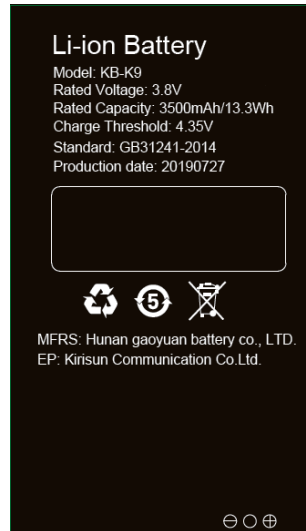 Li-ion Battery
Model: KB-K9
Rated Voltage: 3.8V
Rated Capacity: 3500mAh/13.3Wh
Charge Threshold: 4.35V
Standard: GB31241-2014
Production date: 20190727
5
MFRS: Hunan gaoyuan battery co., LTD.
EP: Kirisun Communication Co.Ltd.